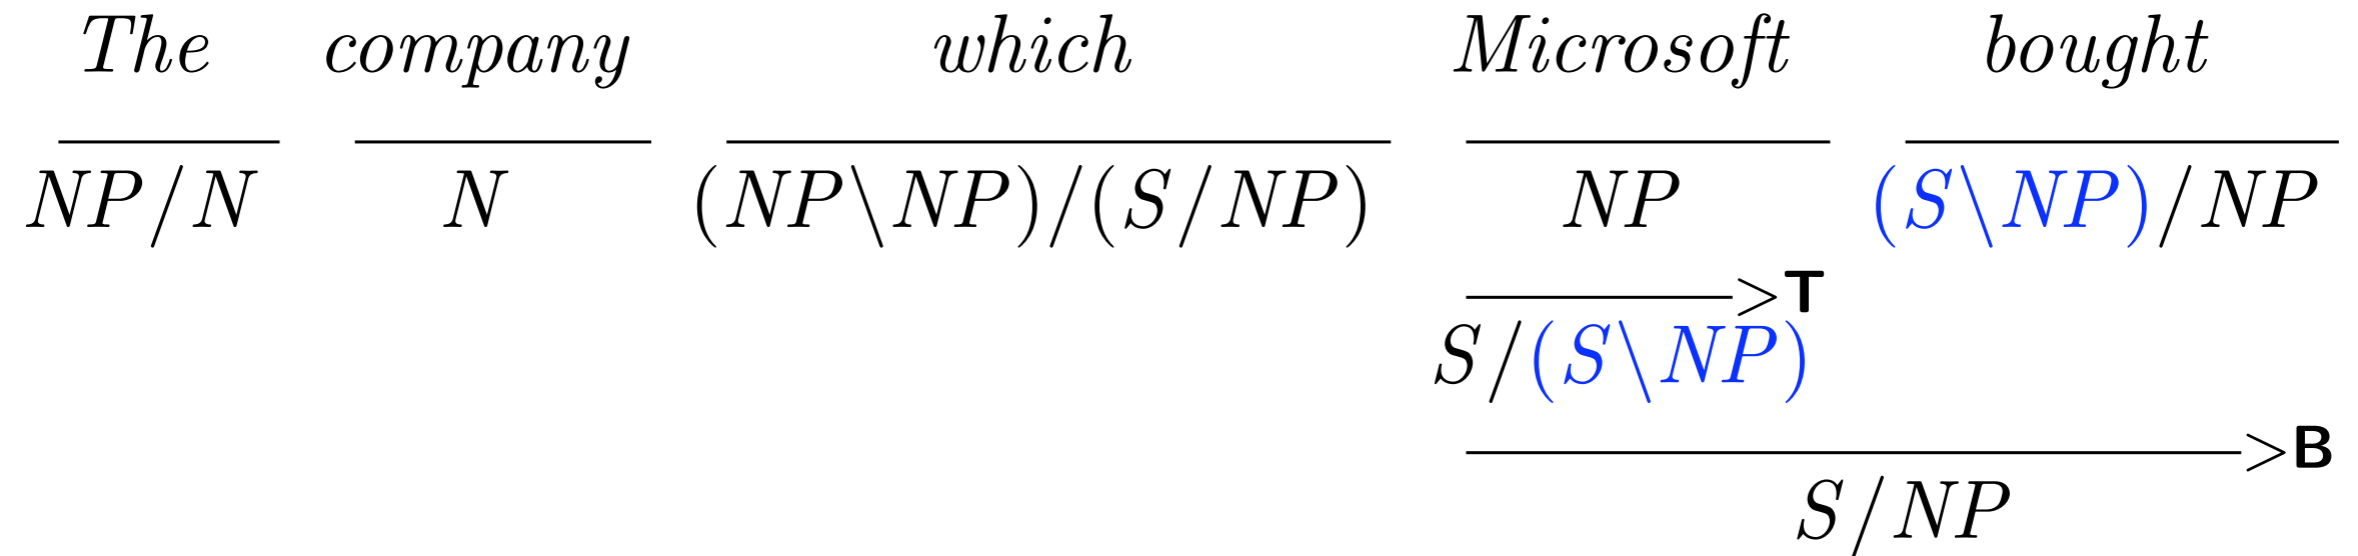 The company which Microsoft bought
NP/N N (NP\NP)/(S/NP) NP (S\NP)/NP
>T
S/(S\NP)
>B
S/NP